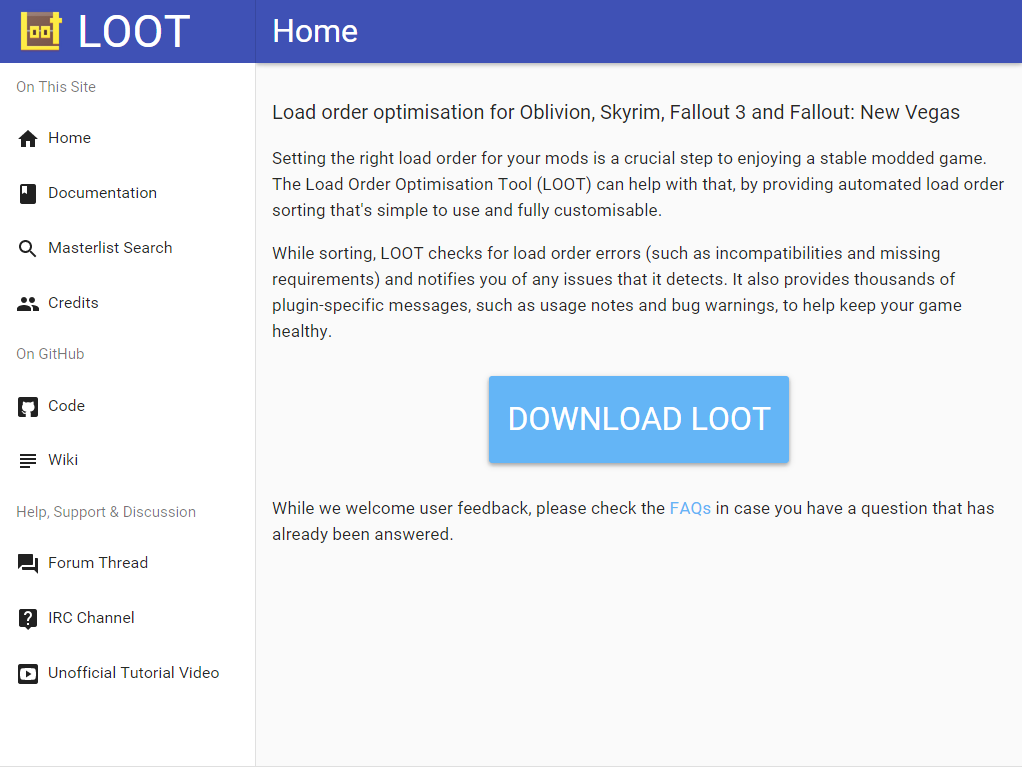 loot LOOT
Home
On This Site
Home
Documentation
Masterlist Search
Credits
On GitHub
Code
Wiki
Help, Support & Discussion
Forum Thread
IRC Channel
Unofficial Tutorial Video
Load order optimisation for Oblivion, Skyrim, Fallout 3 and Fallout: New Vegas
Setting the right load order for your mods is a crucial step to enjoying a stable modded game.
The Load Order Optimisation Tool (LOOT) can help with that, by providing automated load order
sorting that's simple to use and fully customisable.
While sorting, LOOT checks for load order errors (such as incompatibilities and missing
requirements) and notifies you of any issues that it detects. It also provides thousands of
plugin-specific messages, such as usage notes and bug warnings, to help keep your game
healthy.
DOWNLOAD LOOT
While we welcome user feedback, please check the FAQs in case you have a question that has
already been answered.